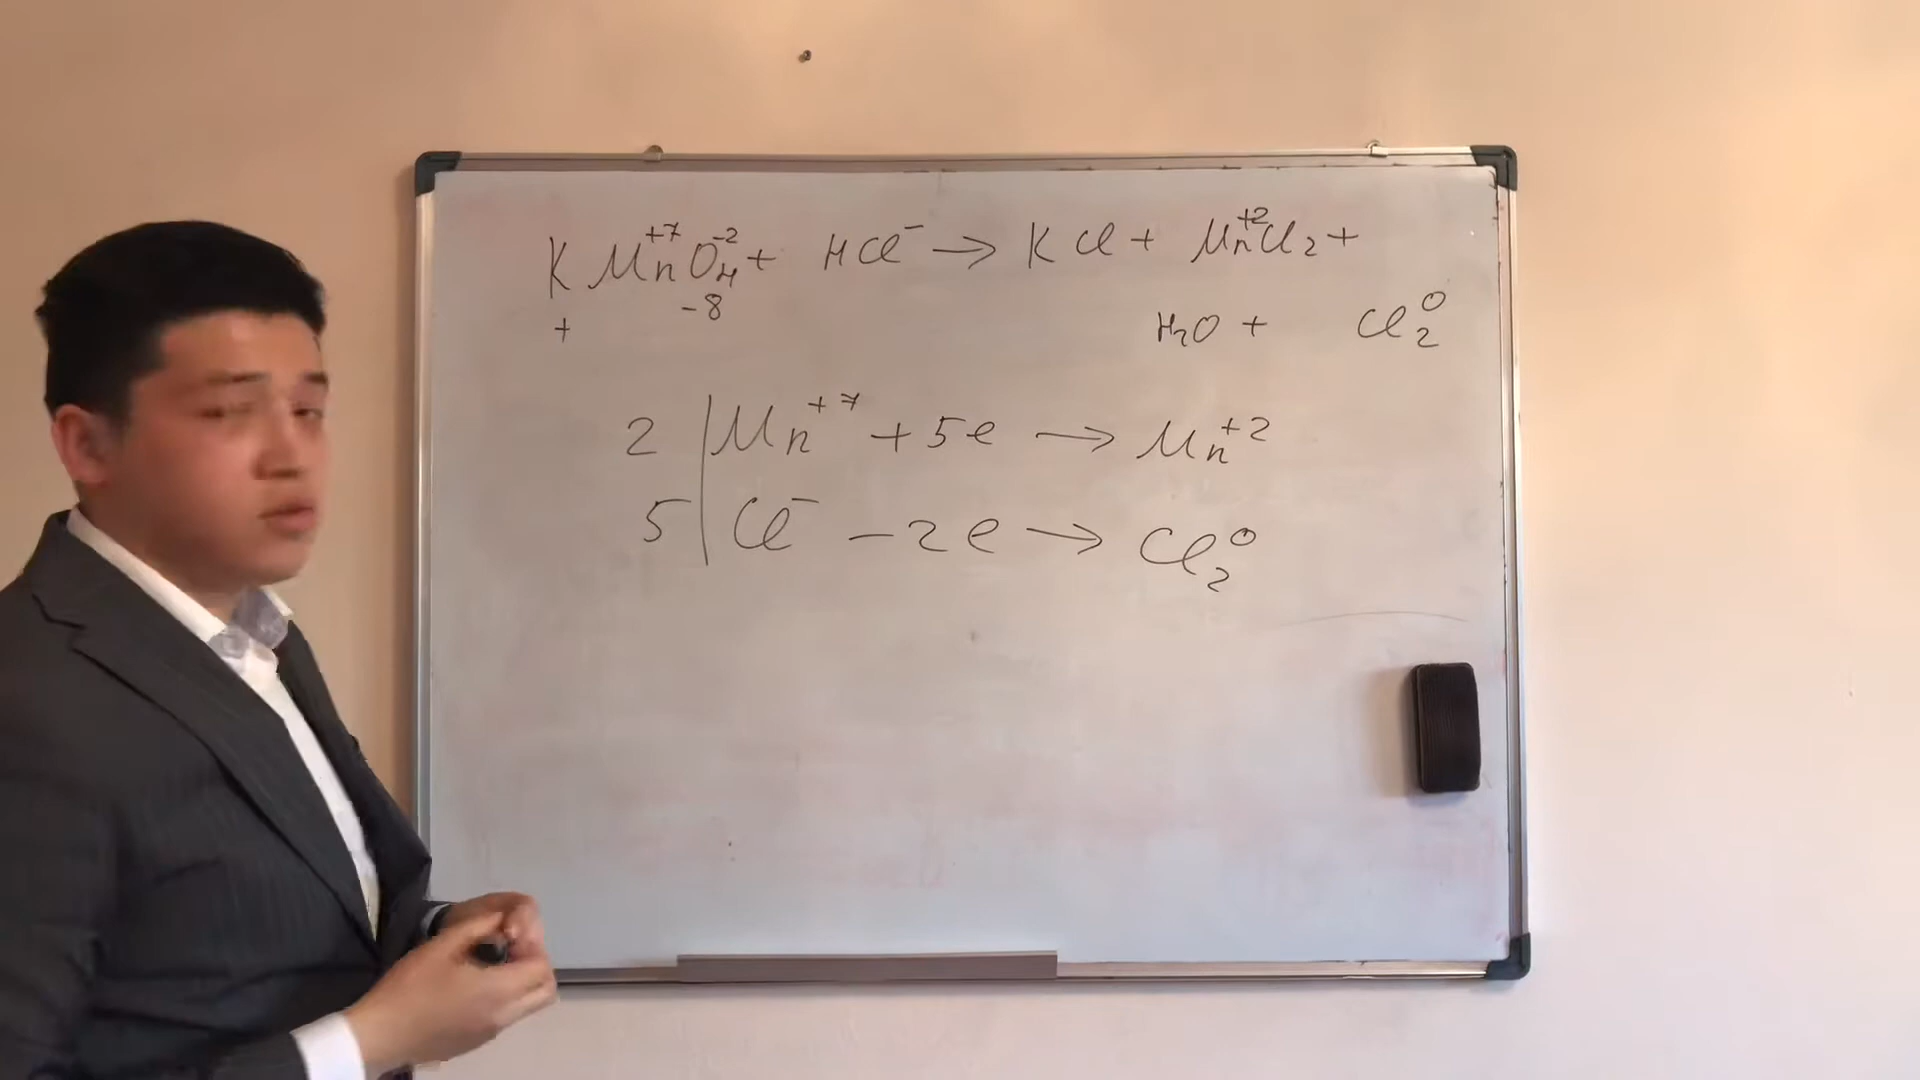 K Mn⁺⁷O₄⁻² + HCl⁻ → KCl + Mn⁺²Cl₂ +
+ -8
H₂O + Cl₂⁰
2 | Mn⁺⁷ + 5e → Mn⁺²
5 | Cl⁻ - 2e → Cl₂⁰